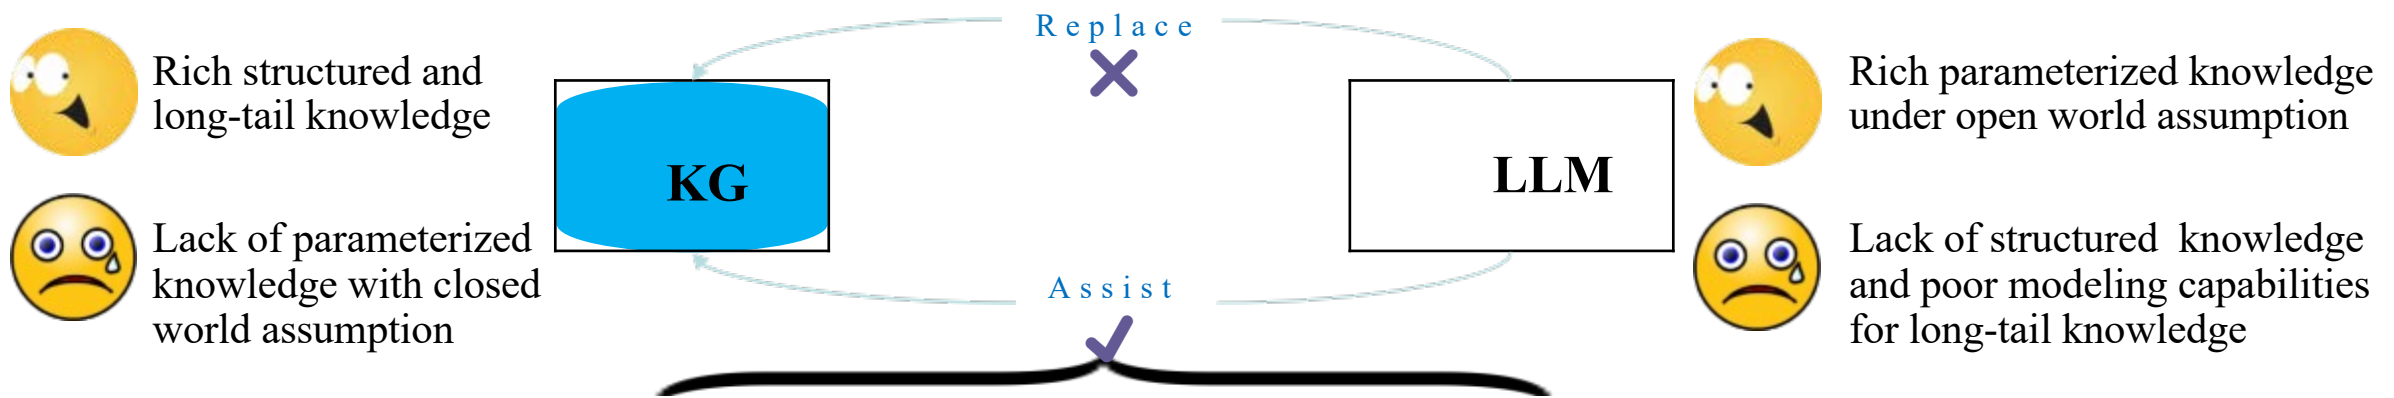 Replace
Rich structured and
long-tail knowledge
Lack of parameterized
knowledge with closed
world assumption
KG
Assist
LLM
Rich parameterized knowledge
under open world assumption
Lack of structured  knowledge
and poor modeling capabilities
for long-tail knowledge